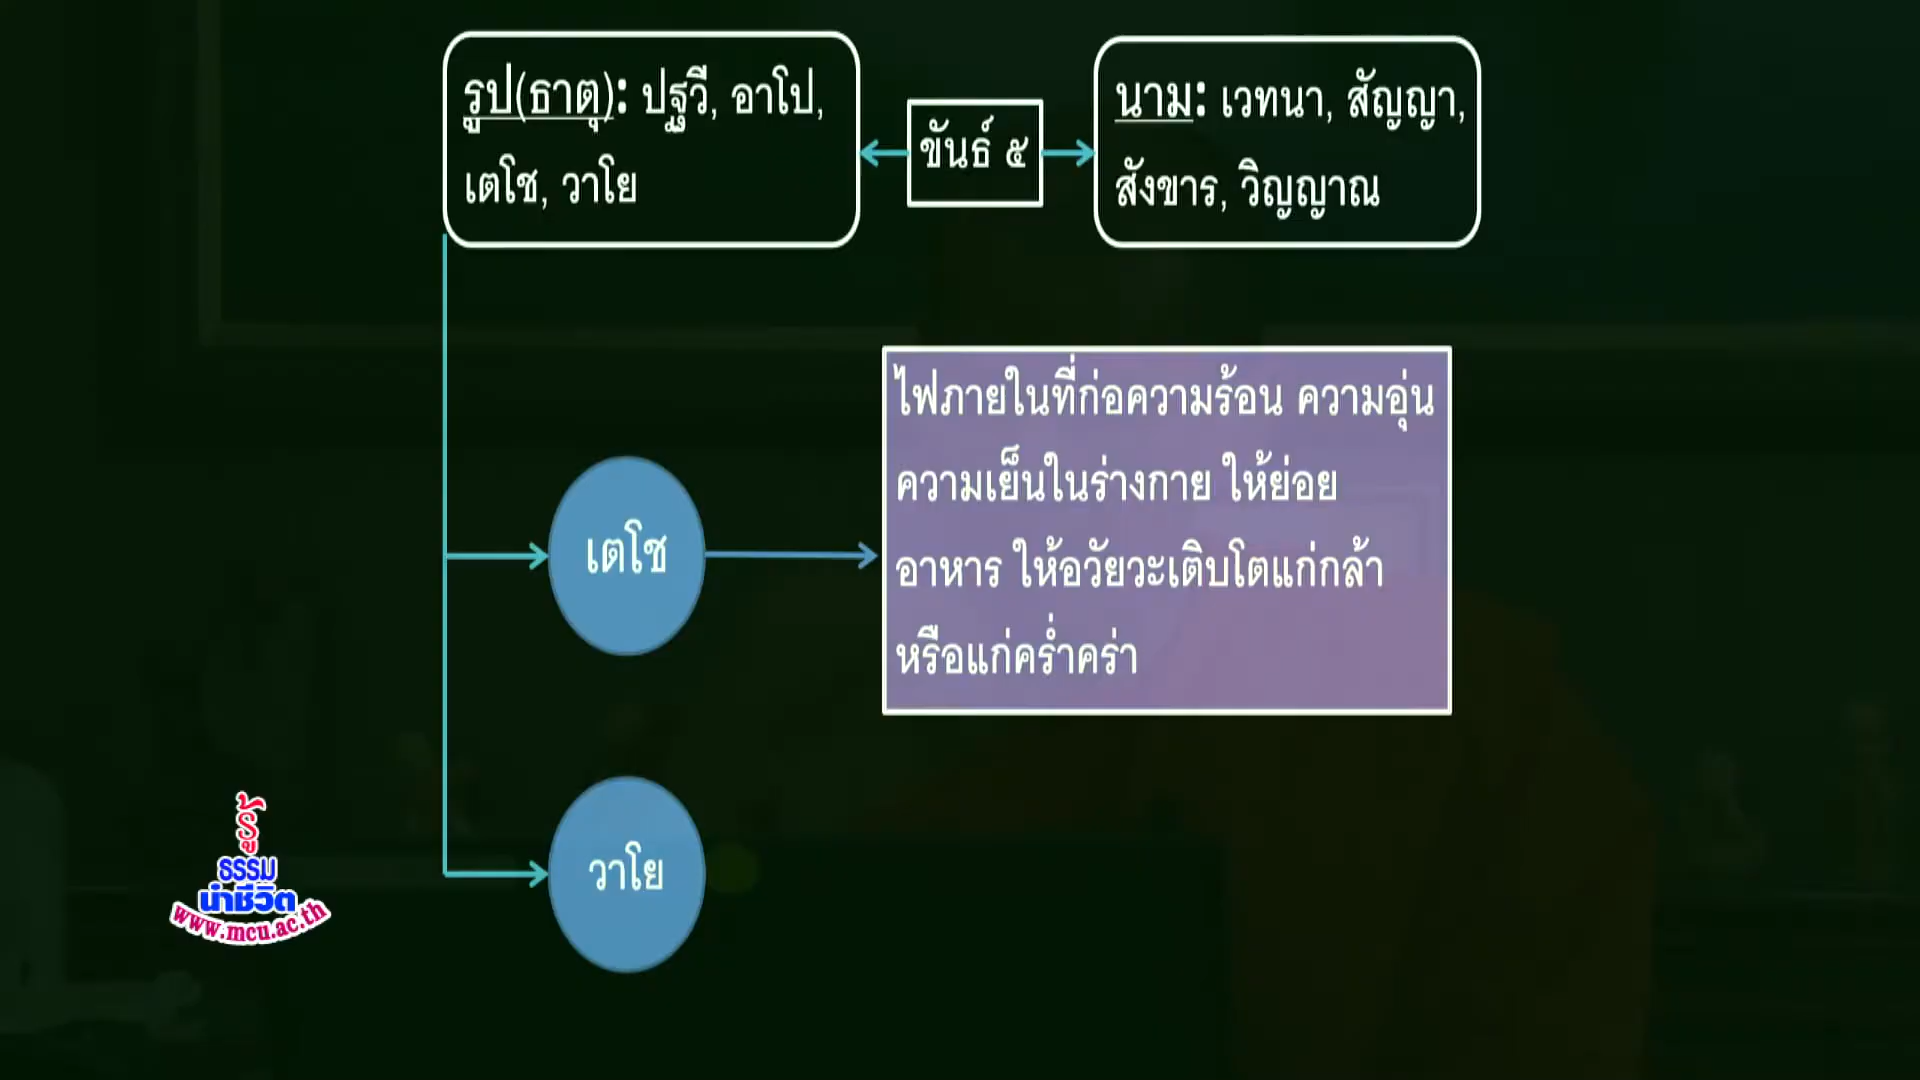 รูป(ธาตุ): ปฐวี, อาโป,
เตโช, วาโย
ขันธ์ ๕
นาม: เวทนา, สัญญา,
สังขาร, วิญญาณ
เตโช
ไฟภายในที่ก่อความร้อน ความอุ่น
ความเย็นในร่างกาย ให้ย่อย
อาหาร ให้อวัยวะเติบโตแก่กล้า
หรือแก่คร่ำคร่า
วาโย
รู้
ธรรม
นำชีวิต
www.mcu.ac.th